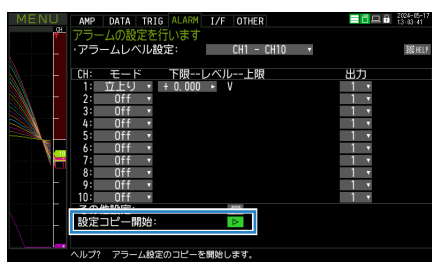 MENU AMP DATA TRIG ALARM I/F OTHER 2024-05-17
CH 13:03:41
アラームの設定を行います
・アラームレベル設定: CH1 - CH10 HELP
CH: モード 下限--レベル--上限 出力
1: 立上り + 0.000 V 1
2: Off 1
3: Off 1
4: Off 1
5: Off 1
6: Off 1
7: Off 1
8: Off 1
9: Off 1
10: Off 1
設定コピー開始:
ヘルプ? アラーム設定のコピーを開始します。